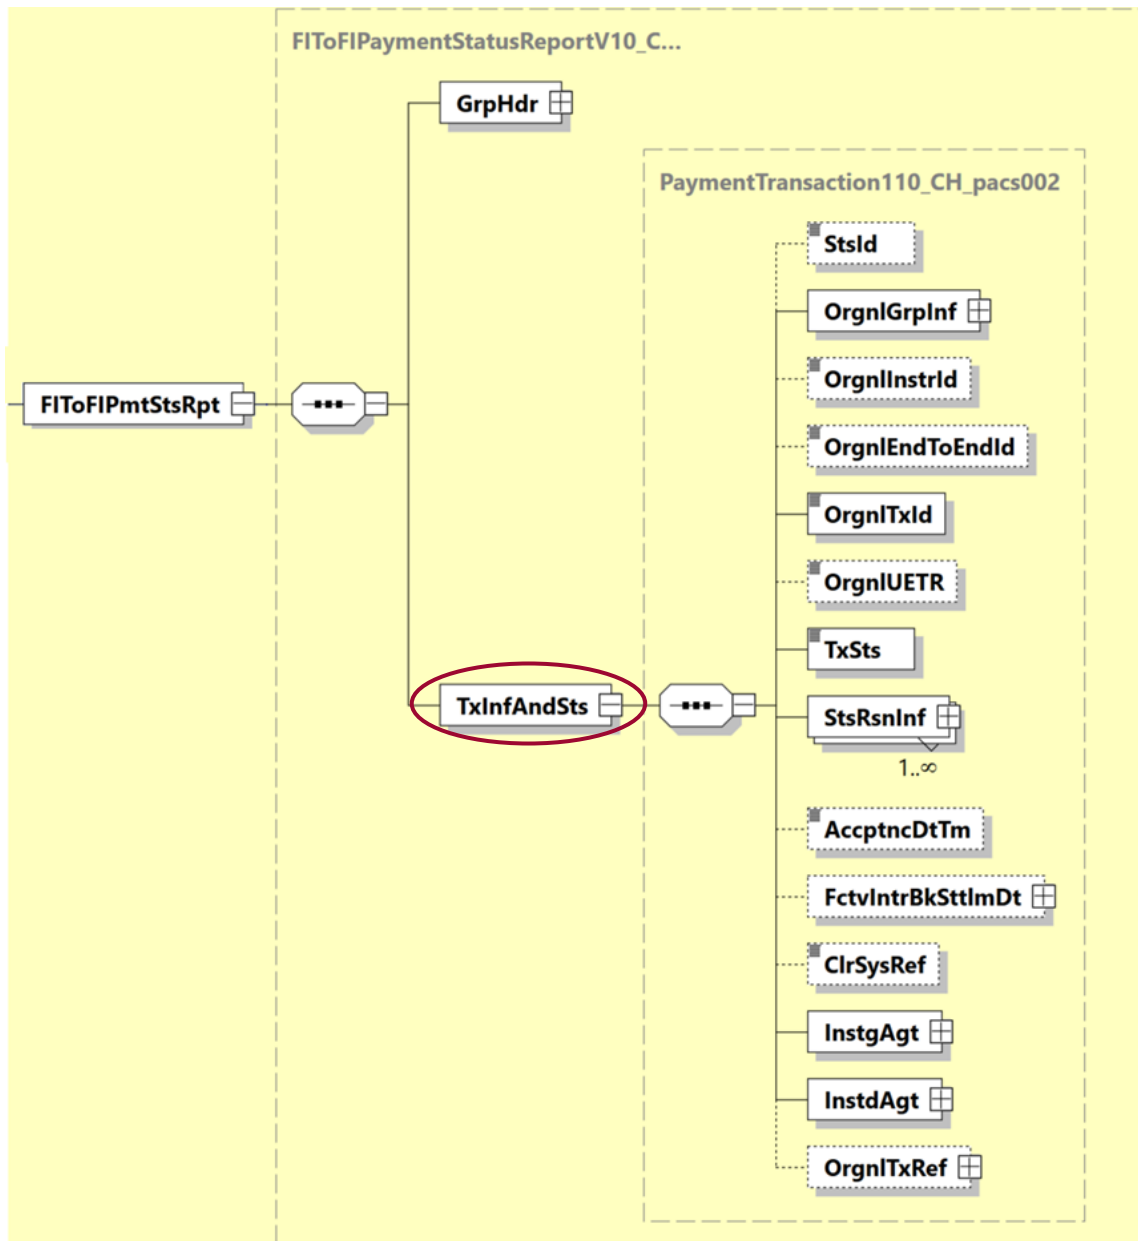 FIToFIPaymentStatusReportV10_C...
GrpHdr
PaymentTransaction110_CH_pacs002
StsId
OrgnlGrpInf
OrgnlInstrId
FIToFIPmtStsRpt
OrgnlEndToEndId
OrgnlTxId
OrgnlUETR
TxSts
TxInfAndSts
StsRsnInf
1..∞
AccptncDtTm
FctvIntrBkSttlmDt
ClrSysRef
InstgAgt
InstdAgt
OrgnlTxRef